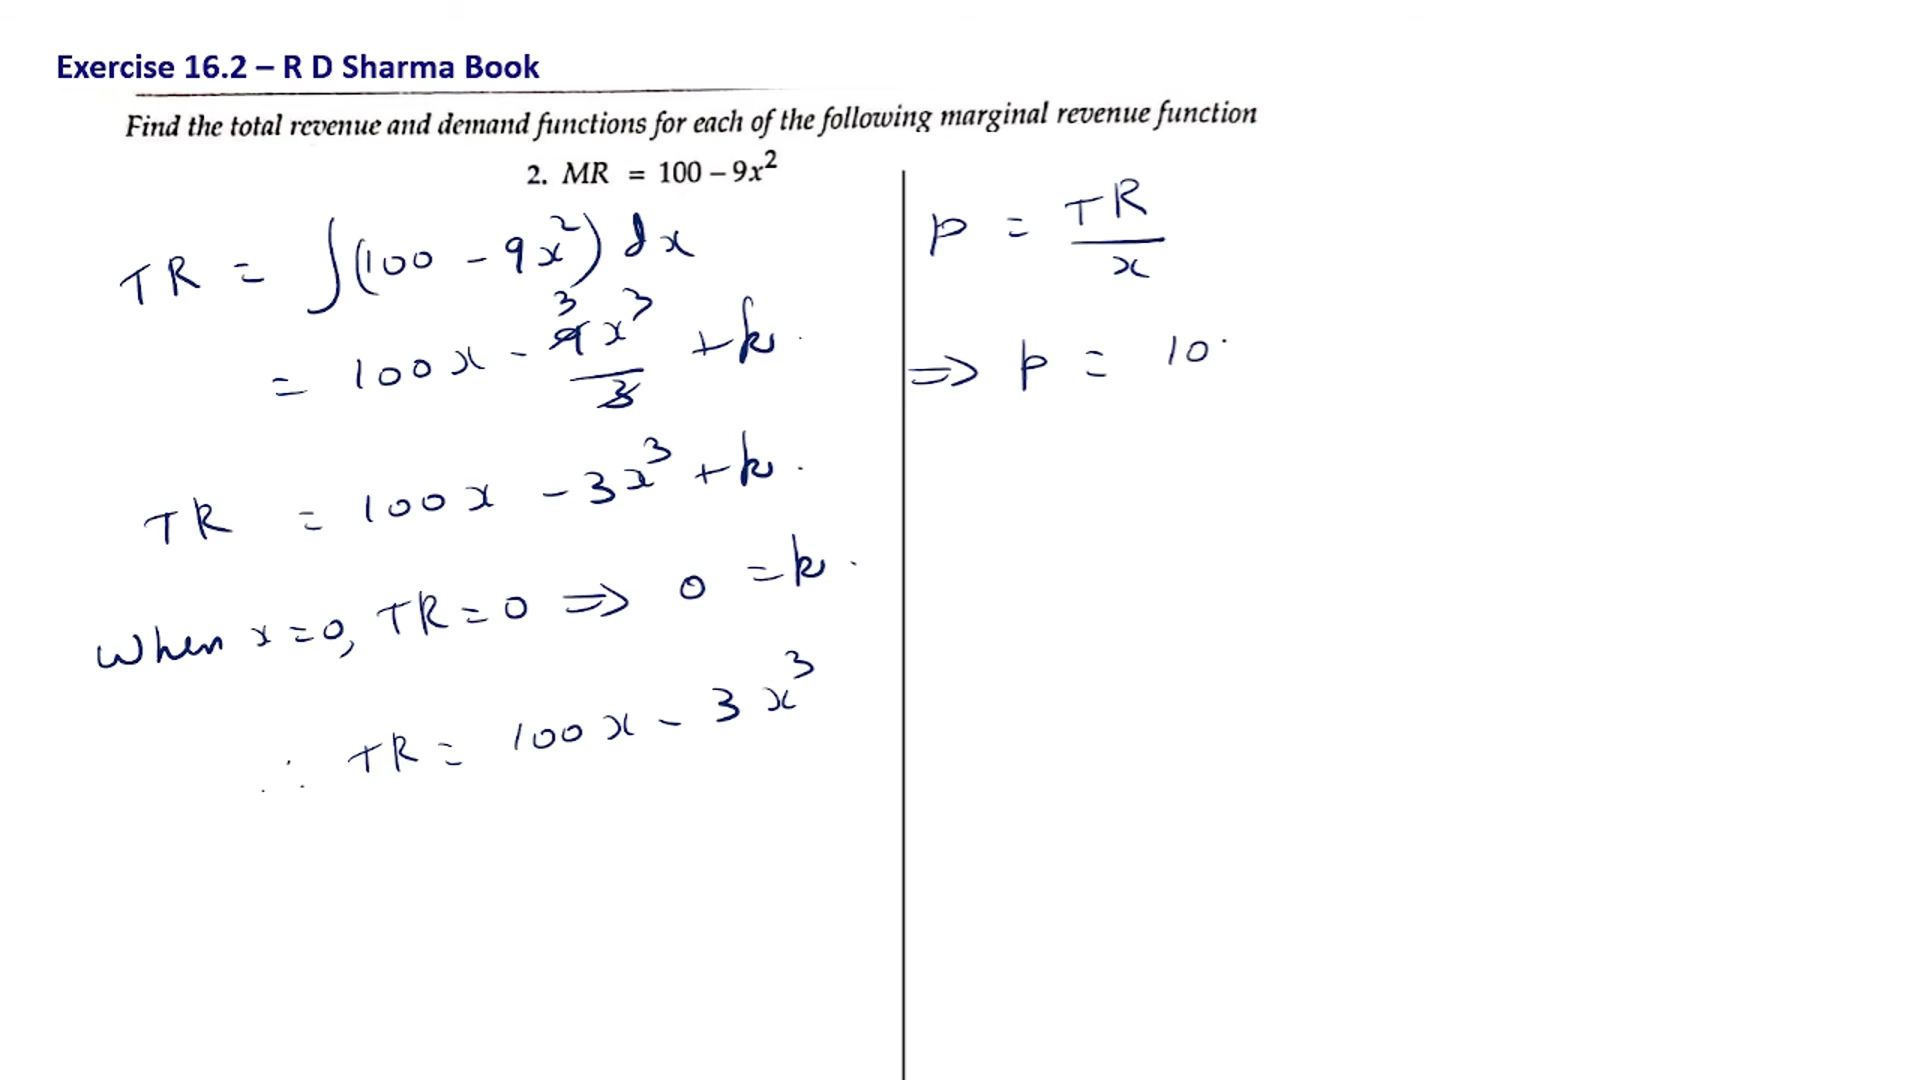 Exercise 16.2 – R D Sharma Book
Find the total revenue and demand functions for each of the following marginal revenue function
2. MR = 100 – 9x²
TR = ∫(100 - 9x²) dx
= 100x - 9x³/3 3 + k.
TR = 100x - 3x³ + k.
When x=0, TR = 0 ⇒ 0 = k.
∴ TR = 100x - 3x³
p = TR/x
⇒ p = 10